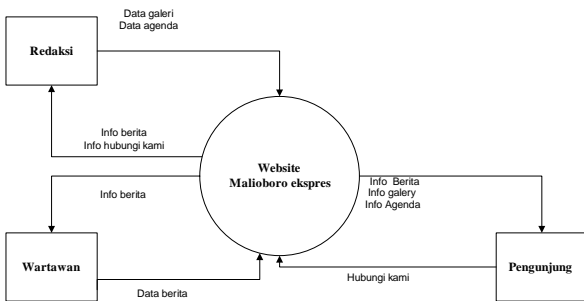 Data galeri
Data agenda
Redaksi
Info berita
Info hubungi kami
Website
Malioboro ekspres
Info berita
Info Berita
Info galery
Info Agenda
Wartawan
Data berita
Hubungi kami
Pengunjung